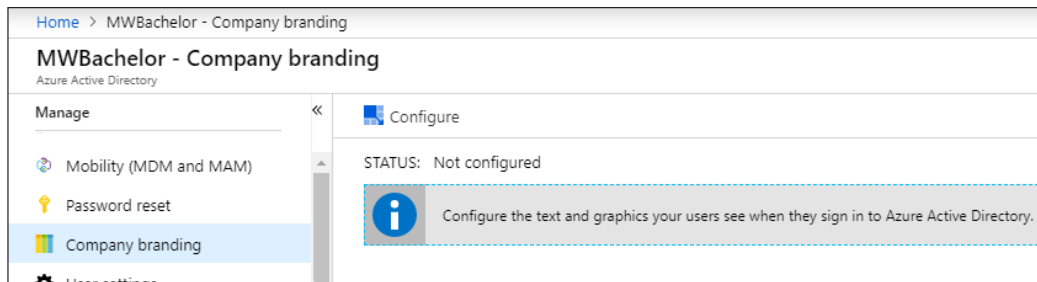 Home > MWBachelor - Company branding
MWBachelor - Company branding
Azure Active Directory
Manage
«
Configure
Mobility (MDM and MAM)
STATUS: Not configured
Password reset
Configure the text and graphics your users see when they sign in to Azure Active Directory.
Company branding
User settings